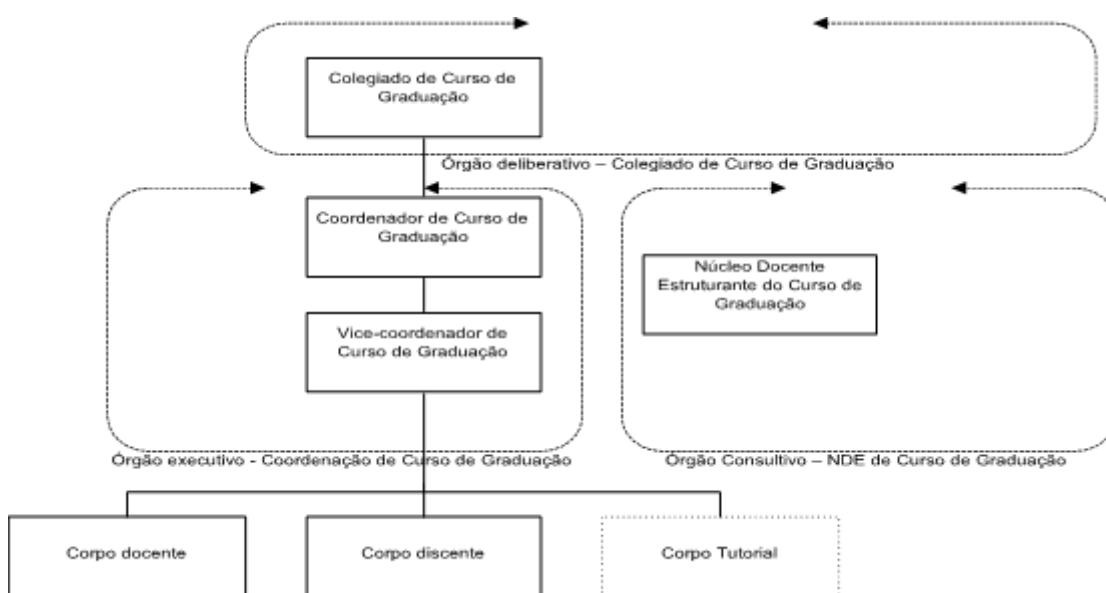 Colegiado de Curso de
Graduação
Órgão deliberativo – Colegiado de Curso de Graduação
Coordenador de Curso de
Graduação
Núcleo Docente
Estruturante do Curso de
Graduação
Vice-coordenador de
Curso de Graduação
Órgão executivo - Coordenação de Curso de Graduação
Órgão Consultivo – NDE de Curso de Graduação
Corpo docente
Corpo discente
Corpo Tutorial